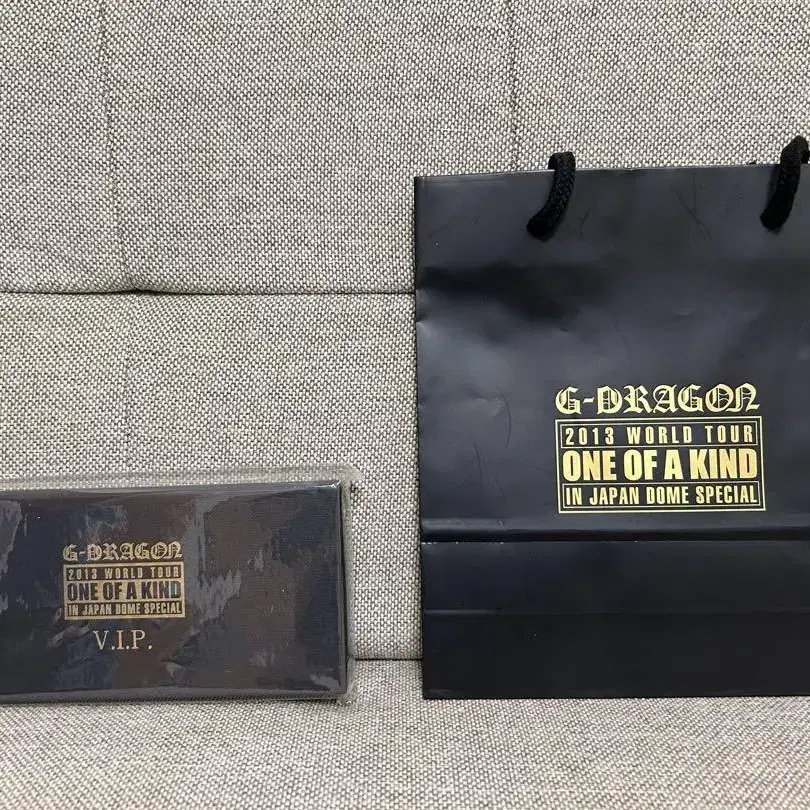 G-DRAGON
2013 WORLD TOUR
ONE OF A KIND
IN JAPAN DOME SPECIAL
V.I.P.
G-DRAGON
2013 WORLD TOUR
ONE OF A KIND
IN JAPAN DOME SPECIAL